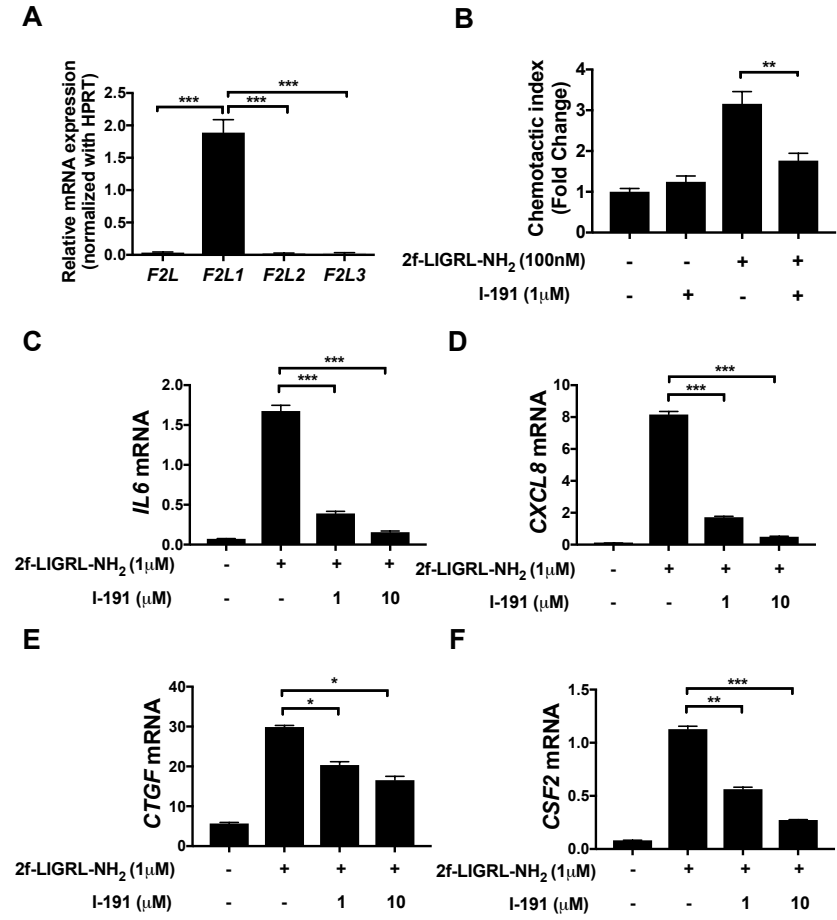 A
Relative mRNA expression
(normalized with HPRT)
2.5
2.0
1.5
1.0
0.5
0.0
***
***
***
F2L F2L1 F2L2 F2L3
B
Chemotactic index
(Fold Change)
4
3
2
1
0
**
2f-LIGRL-NH2 (100nM) - - + +
I-191 (1μM) - + - +
C
IL6 mRNA
2.0
1.5
1.0
0.5
0.0
***
***
2f-LIGRL-NH2 (1μM) - + + +
I-191 (μM) - - 1 10
D
CXCL8 mRNA
10
8
6
4
2
0
***
***
2f-LIGRL-NH2 (1μM) - + + +
I-191 (μM) - - 1 10
E
CTGF mRNA
40
30
20
10
0
*
*
2f-LIGRL-NH2 (1μM) - + + +
I-191 (μM) - - 1 10
F
CSF2 mRNA
1.5
1.0
0.5
0.0
***
**
2f-LIGRL-NH2 (1μM) - + + +
I-191 (μM) - - 1 10